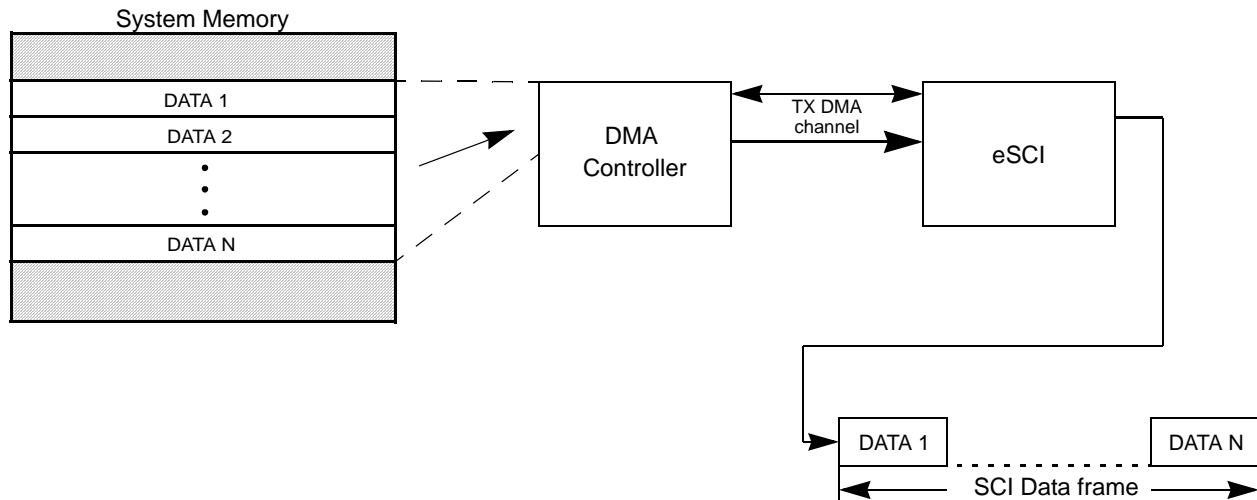 System Memory
DATA 1
DATA 2
DATA N
DMA
Controller
TX DMA
channel
eSCI
DATA 1
DATA N
SCI Data frame